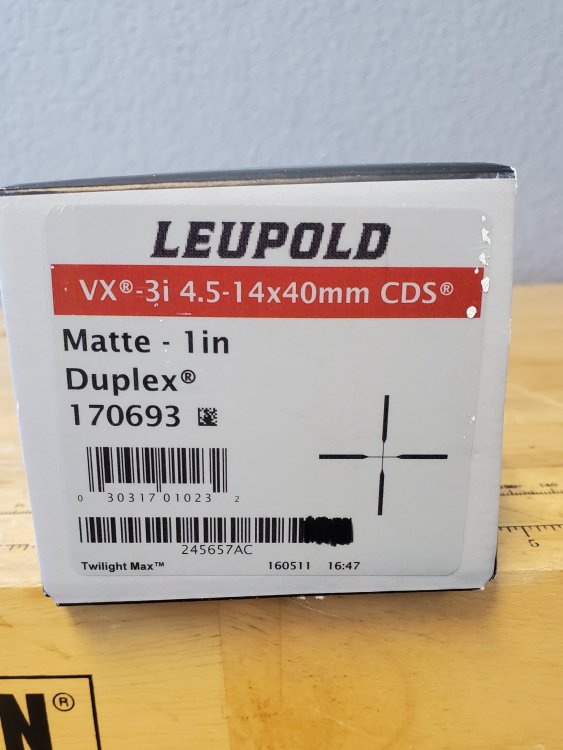 LEUPOLD
VX®-3i 4.5-14x40mm CDS®
Matte - 1in
Duplex®
170693
0 30317 01023 2
245657AC
Twilight Max™ 160511 16:47
5
N®